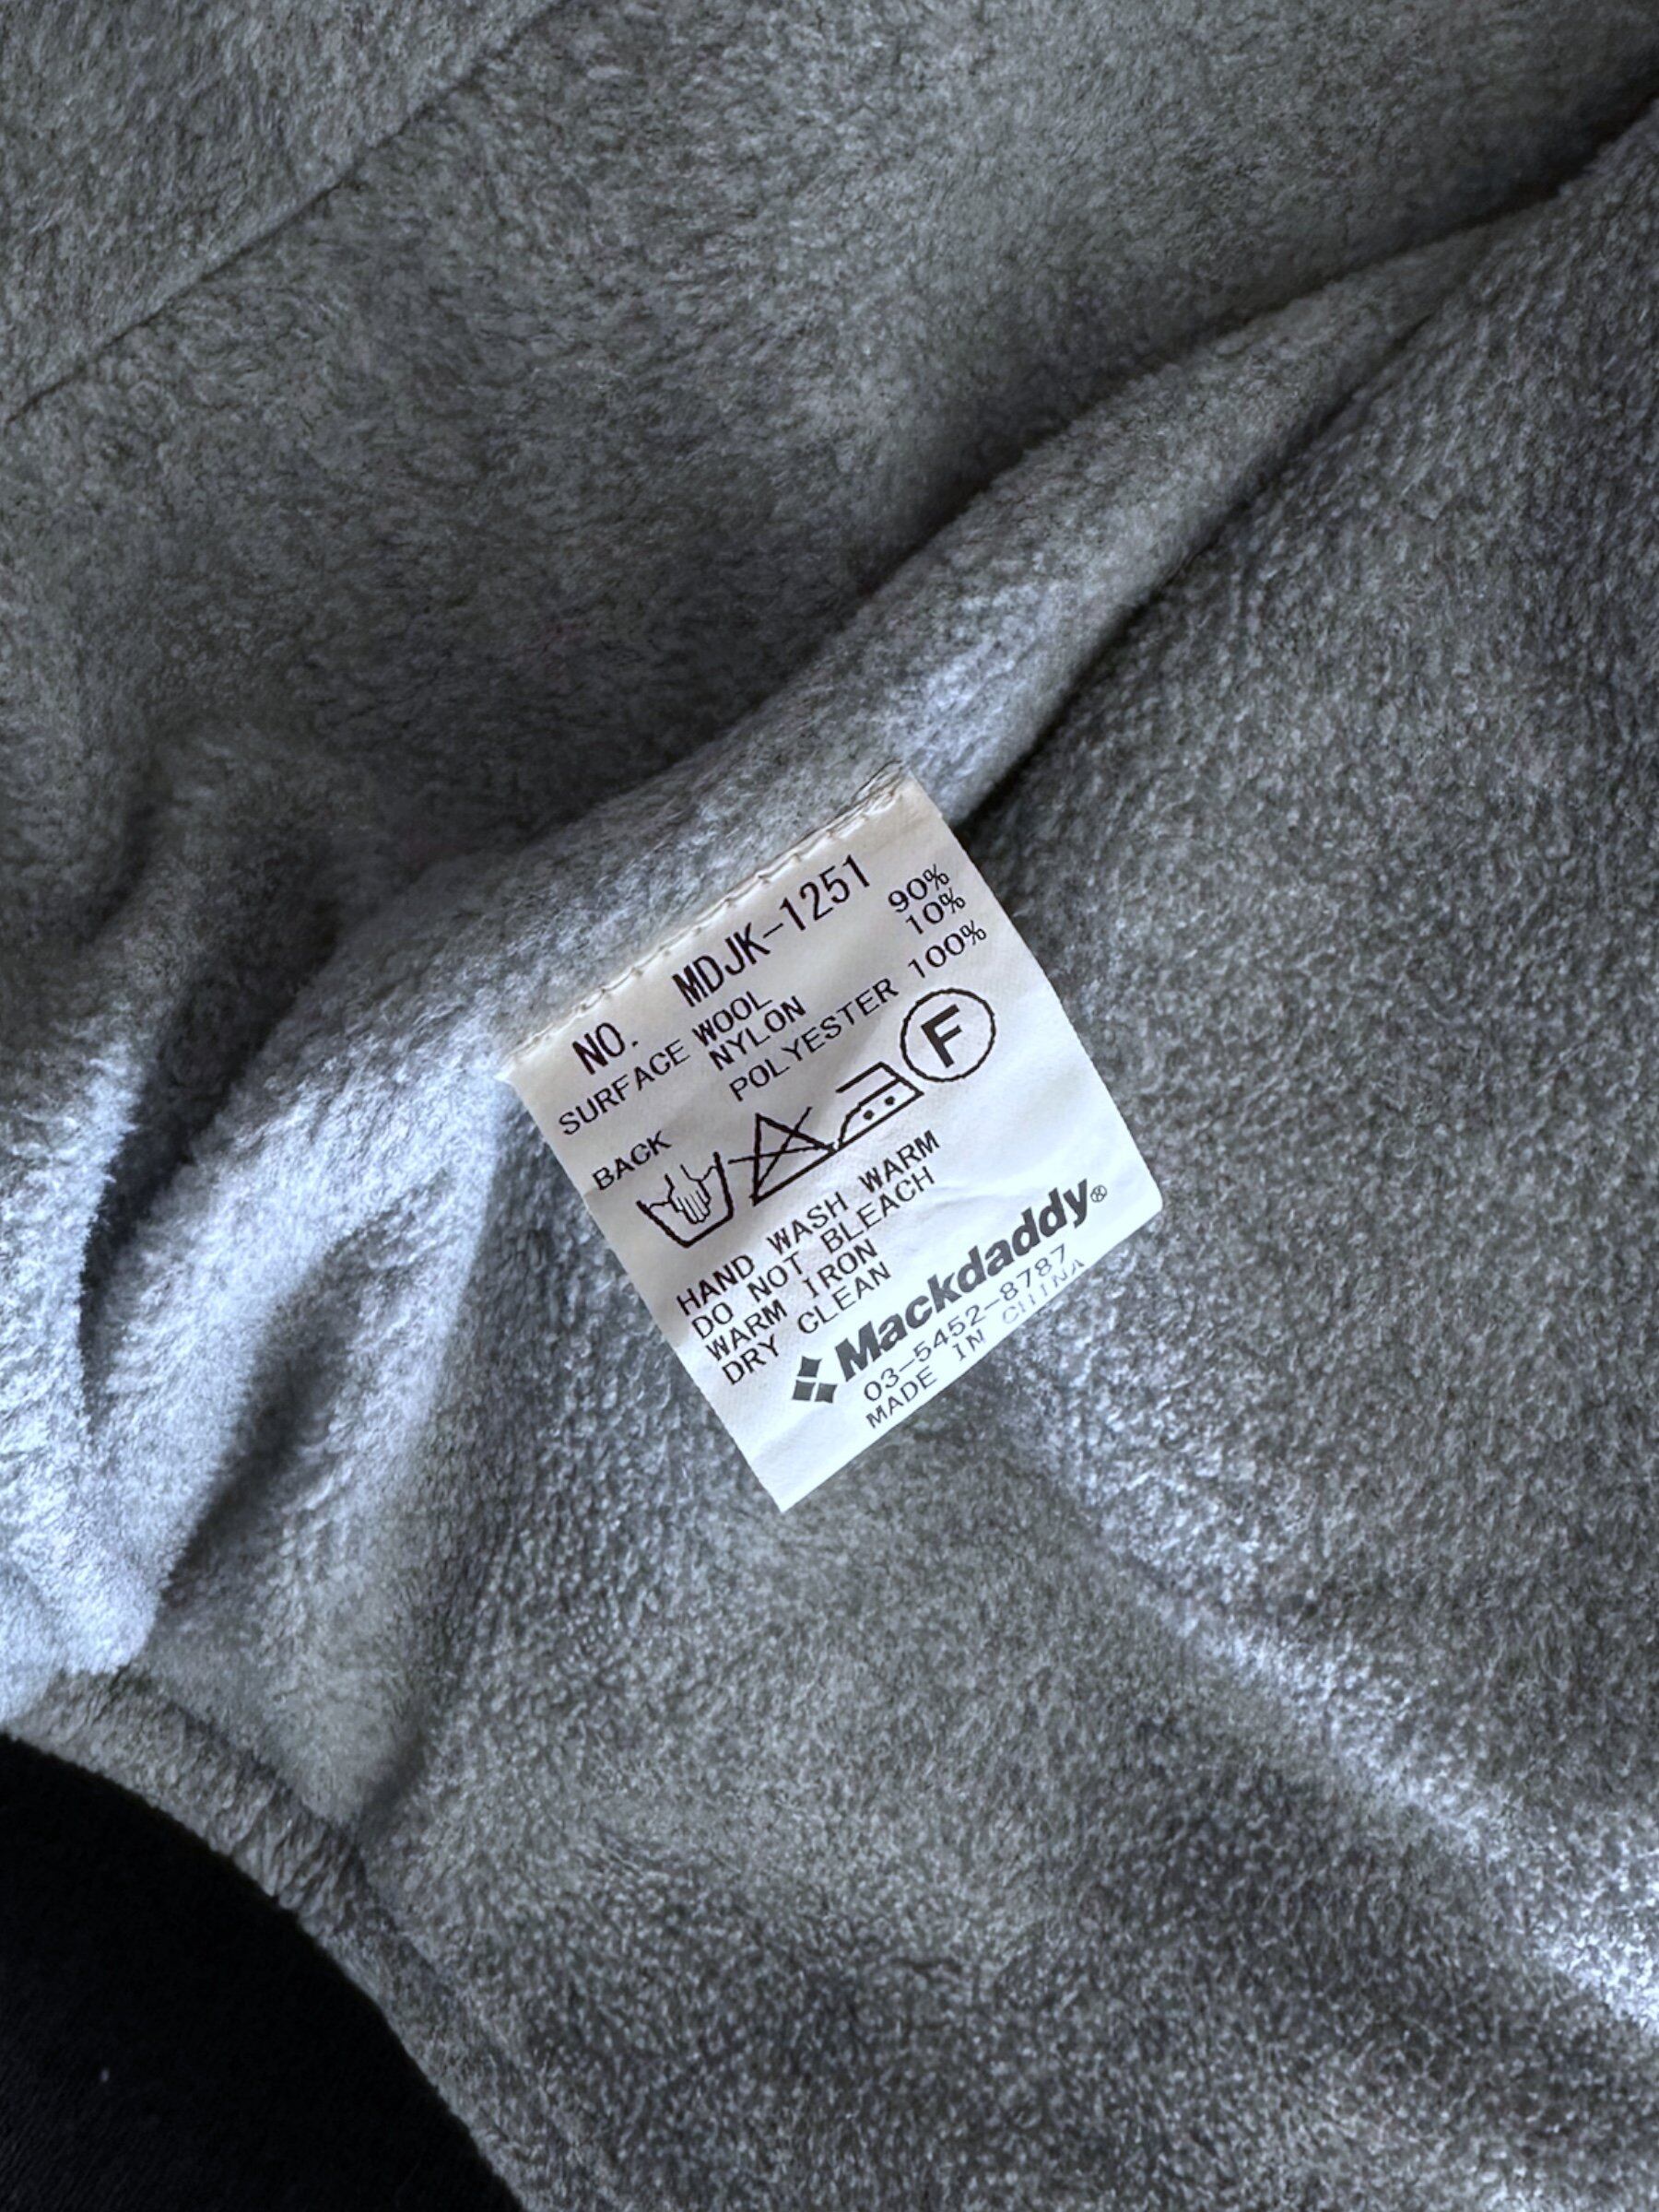 NO. MDJK-1251
SURFACE WOOL 90%
NYLON 10%
BACK POLYESTER 100%
F
HAND WASH WARM
DO NOT BLEACH
WARM IRON
DRY CLEAN
Mackdaddy®
03-5452-8787
MADE IN CHINA